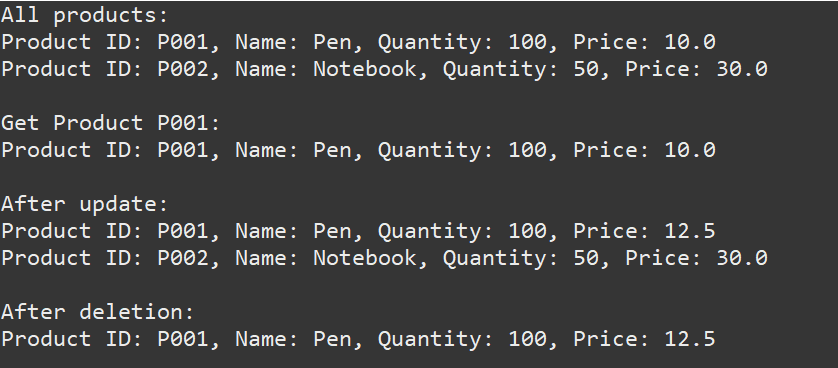 All products:
Product ID: P001, Name: Pen, Quantity: 100, Price: 10.0
Product ID: P002, Name: Notebook, Quantity: 50, Price: 30.0
Get Product P001:
Product ID: P001, Name: Pen, Quantity: 100, Price: 10.0
After update:
Product ID: P001, Name: Pen, Quantity: 100, Price: 12.5
Product ID: P002, Name: Notebook, Quantity: 50, Price: 30.0
After deletion:
Product ID: P001, Name: Pen, Quantity: 100, Price: 12.5